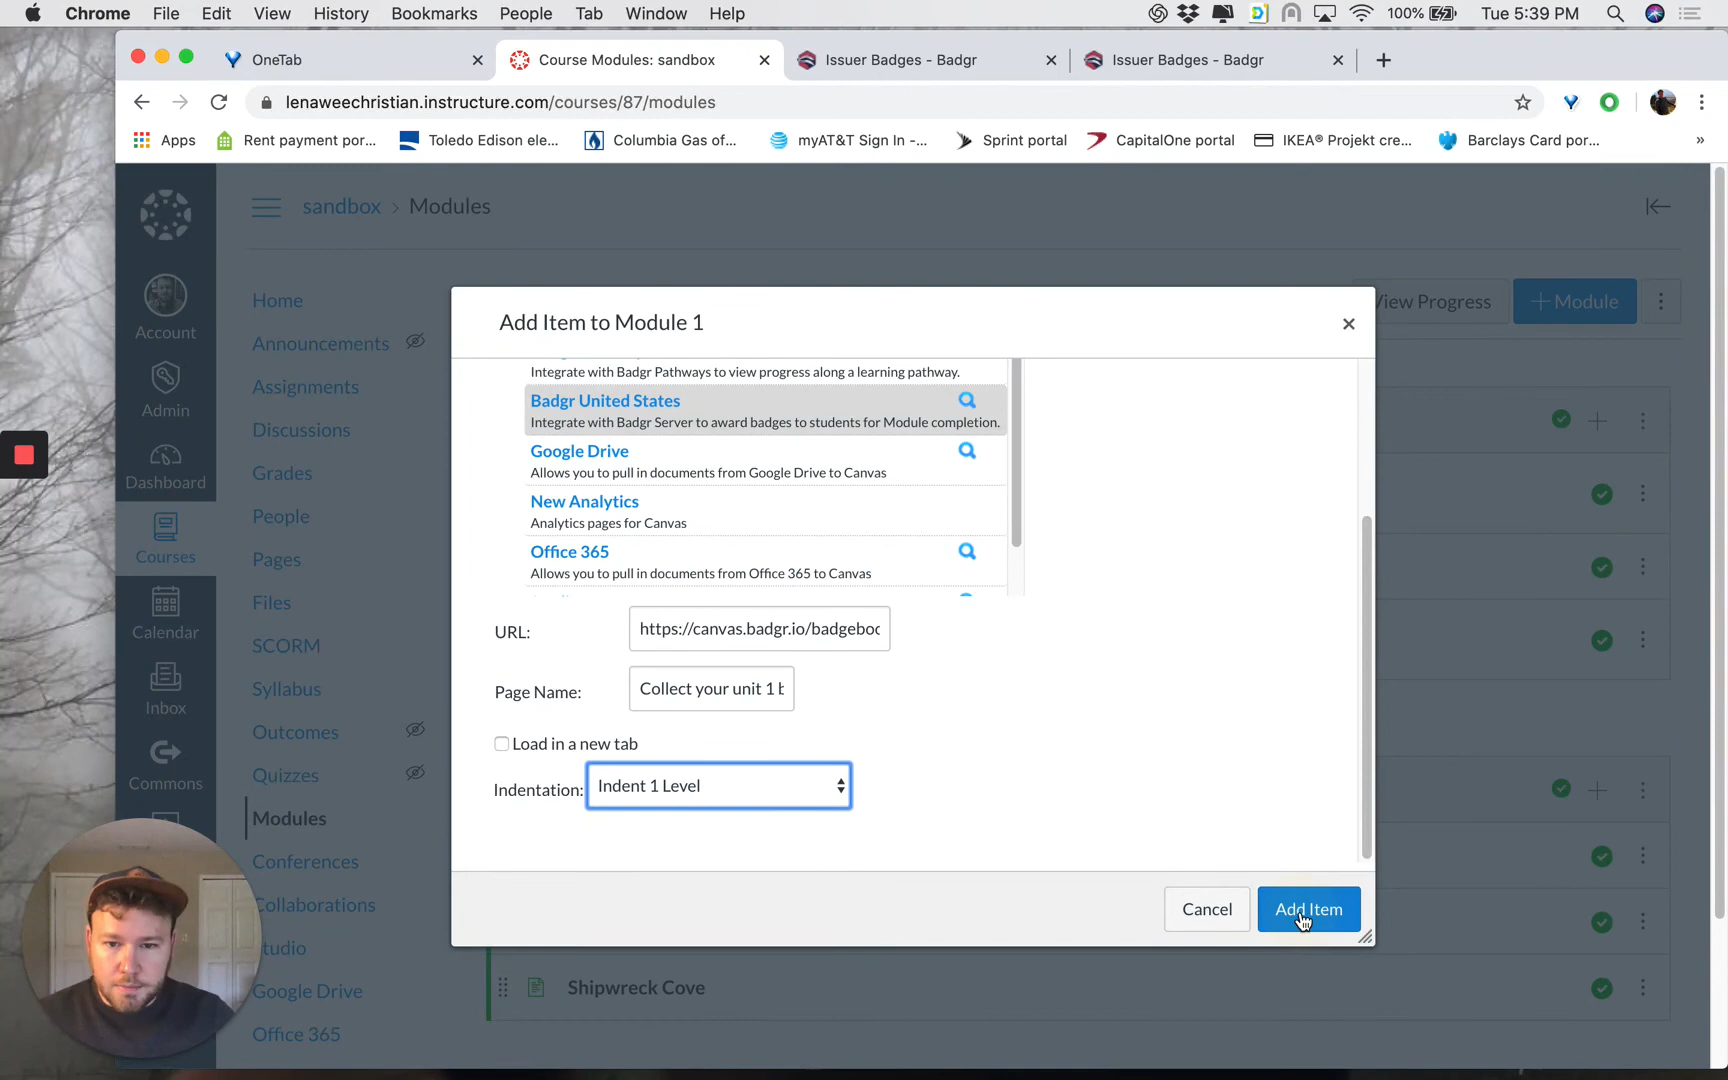 Chrome File Edit View History Bookmarks People Tab Window Help 100% Tue 5:39 PM
OneTab Course Modules: sandbox Issuer Badges - Badgr Issuer Badges - Badgr
lenaweechristian.instructure.com/courses/87/modules
Apps Rent payment por... Toledo Edison ele... Columbia Gas of... myAT&T Sign In -... Sprint portal CapitalOne portal IKEA® Projekt cre... Barclays Card por... »
sandbox › Modules
Account
Admin
Dashboard
Courses
Calendar
Inbox
Commons
Home
Announcements
Assignments
Discussions
Grades
People
Pages
Files
SCORM
Syllabus
Outcomes
Quizzes
Modules
Conferences
Collaborations
tudio
Google Drive
Office 365
View Progress
Module
Add Item to Module 1
Integrate with Badgr Pathways to view progress along a learning pathway.
Badgr United States
Integrate with Badgr Server to award badges to students for Module completion.
Google Drive
Allows you to pull in documents from Google Drive to Canvas
New Analytics
Analytics pages for Canvas
Office 365
Allows you to pull in documents from Office 365 to Canvas
URL: https://canvas.badgr.io/badgeboo
Page Name: Collect your unit 1 b
Load in a new tab
Indentation: Indent 1 Level
Cancel Add Item
Shipwreck Cove